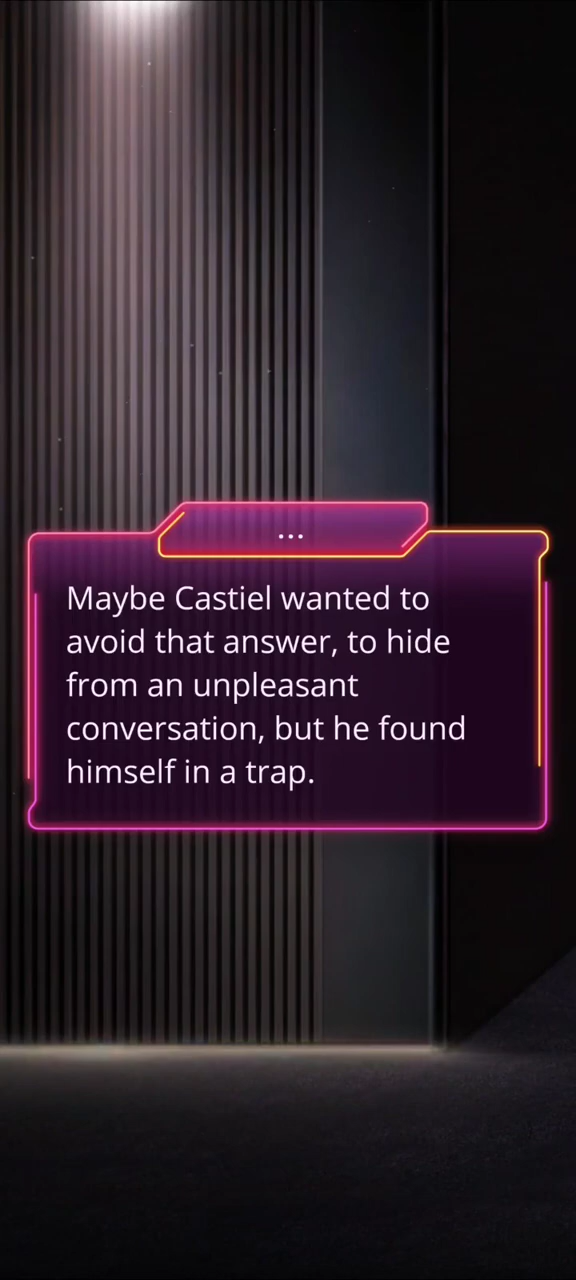 ...
Maybe Castiel wanted to
avoid that answer, to hide
from an unpleasant
conversation, but he found
himself in a trap.